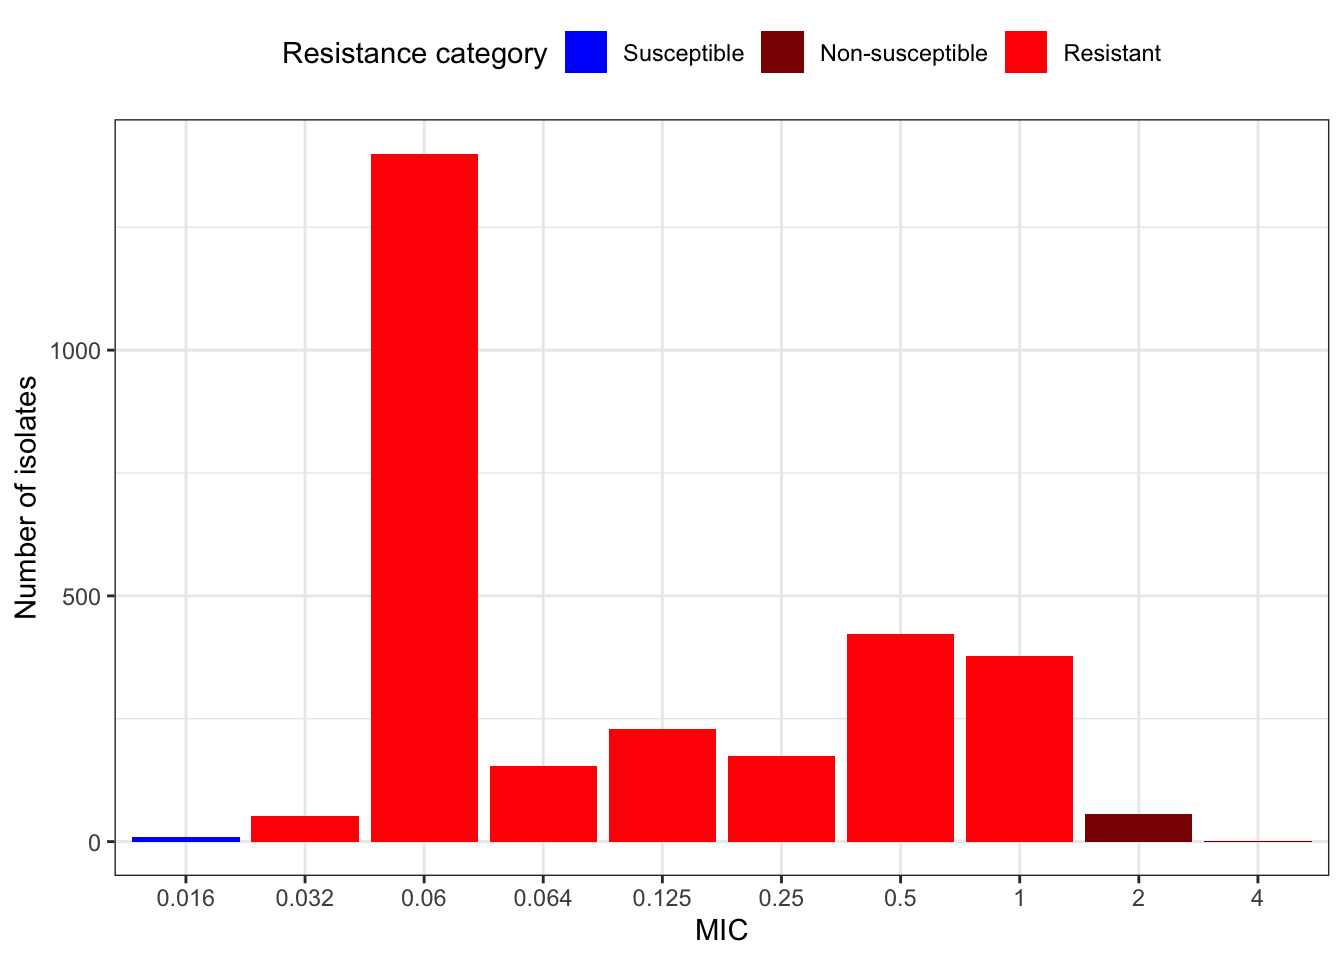 Resistance category Susceptible Non-susceptible Resistant
1000
500
0
Number of isolates
0.016 0.032 0.06 0.064 0.125 0.25 0.5 1 2 4
MIC